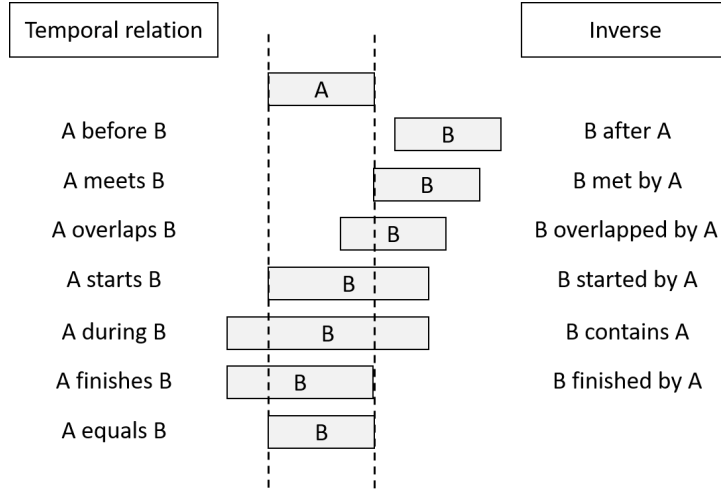 Temporal relation
Inverse
A
A before B
B
B after A
A meets B
B
B met by A
A overlaps B
B
B overlapped by A
A starts B
B
B started by A
A during B
B
B contains A
A finishes B
B
B finished by A
A equals B
B